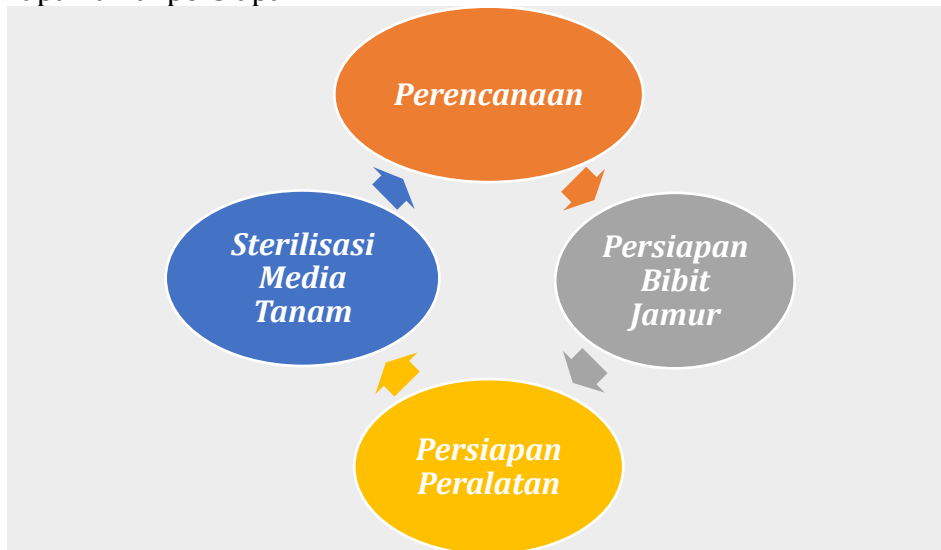 Perencanaan
Sterilisasi
Media
Tanam
Persiapan
Bibit
Jamur
Persiapan
Peralatan